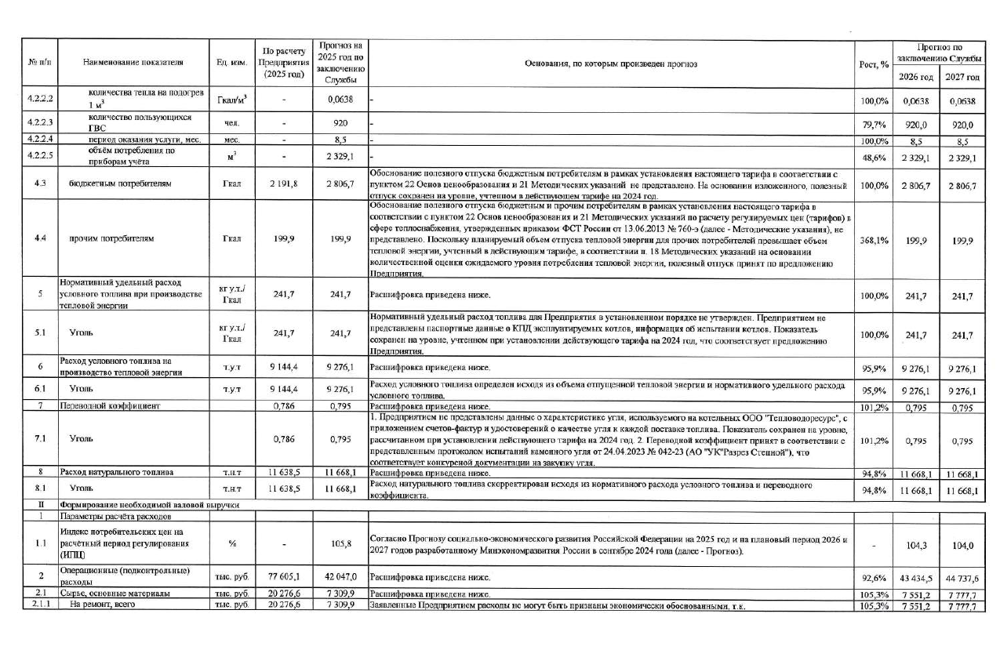 № п/п Наименование показателя Ед. изм. По расчету Предприятия (2025 год) Прогноз на 2025 год по заключению Службы Основания, по которым произведен прогноз Рост, % Прогноз по заключению Службы
2026 год 2027 год
4.2.2.2 количества тепла на подогрев 1 м³ Гкал/м³ - 0,0638 - 100,0% 0,0638 0,0638
4.2.2.3 количество пользующихся ГВС чел. - 920 - 79,7% 920,0 920,0
4.2.2.4 период оказания услуги, мес. мес. - 8,5 - 100,0% 8,5 8,5
4.2.2.5 объём потребления по приборам учёта м³ - 2 329,1 - 48,6% 2 329,1 2 329,1
4.3 бюджетным потребителям Гкал 2 191,8 2 806,7
Обоснование полезного отпуска бюджетным потребителям в рамках установления настоящего тарифа в соответствии с
пунктом 22 Основ ценообразования и 21 Методических указаний не представлено. На основании изложенного, полезный
отпуск сохранен на уровне, учтенном в действующем тарифе на 2024 год.
100,0% 2 806,7 2 806,7
4.4 прочим потребителям Гкал 199,9 199,9
Обоснование полезного отпуска бюджетным и прочим потребителям в рамках установления настоящего тарифа в
соответствии с пунктом 22 Основ ценообразования и 21 Методических указаний по расчету регулируемых цен (тарифов) в
сфере теплоснабжения, утвержденных приказом ФСТ России от 13.06.2013 № 760-э (далее - Методические указания), не
представлено. Поскольку планируемый объем отпуска тепловой энергии для прочих потребителей превышает объем
тепловой энергии, учтенный в действующим тарифе, в соответствии п. 18 Методических указаний на основании
количественной оценки ожидаемого уровня потребления тепловой энергии, полезный отпуск принят по предложению
Предприятия.
368,1% 199,9 199,9
5 Нормативный удельный расход условного топлива при производстве тепловой энергии кг у.т./Гкал 241,7 241,7 Расшифровка приведена ниже. 100,0% 241,7 241,7
5.1 Уголь кг у.т./Гкал 241,7 241,7
Нормативный удельный расход топлива для Предприятия в установленном порядке не утвержден. Предприятием не
представлены паспортные данные о КПД эксплуатируемых котлов, информация об испытании котлов. Показатель
сохранен на уровне, учтенном при установлении действующего тарифа на 2024 год, что соответствует предложению
Предприятия.
100,0% 241,7 241,7
6 Расход условного топлива на производство тепловой энергии т.у.т 9 144,4 9 276,1 Расшифровка приведена ниже. 95,9% 9 276,1 9 276,1
6.1 Уголь т.у.т 9 144,4 9 276,1
Расход условного топлива определен исходя из объема отпущенной тепловой энергии и нормативного удельного расхода
условного топлива.
95,9% 9 276,1 9 276,1
7 Переводной коэффициент 0,786 0,795 Расшифровка приведена ниже. 101,2% 0,795 0,795
7.1 Уголь 0,786 0,795
1. Предприятием не представлены данные о характеристике угля, используемого на котельных ООО "Тепловодоресурс", с
приложением счетов-фактур и удостоверений о качестве угля к каждой поставке топлива. Показатель сохранен на уровне,
рассчитанном при установлении действующего тарифа на 2024 год. 2. Переводной коэффициент принят в соответствии с
представленным протоколом испытаний каменного угля от 24.04.2023 № 042-23 (АО "УК"Разрез Степной"), что
соответствует конкурсной документации на закупку угля.
101,2% 0,795 0,795
8 Расход натурального топлива т.н.т 11 638,5 11 668,1 Расшифровка приведена ниже. 94,8% 11 668,1 11 668,1
8.1 Уголь т.н.т 11 638,5 11 668,1
Расход натурального топлива скорректирован исходя из нормативного расхода условного топлива и переводного
коэффициента.
94,8% 11 668,1 11 668,1
II Формирование необходимой валовой выручки
1 Параметры расчёта расходов
1.1 Индекс потребительских цен на расчётный период регулирования (ИПЦ) % - 105,8
Согласно Прогнозу социально-экономического развития Российской Федерации на 2025 год и на плановый период 2026 и
2027 годов разработанному Минэкономразвития России в сентябре 2024 года (далее - Прогноз).
- 104,3 104,0
2 Операционные (подконтрольные) расходы тыс. руб. 77 605,1 42 047,0 Расшифровка приведена ниже. 92,6% 43 434,5 44 737,6
2.1 Сырье, основные материалы тыс. руб. 20 276,6 7 309,9 Расшифровка приведена ниже. 105,3% 7 551,2 7 777,7
2.1.1 На ремонт, всего тыс. руб. 20 276,6 7 309,9 Заявленные Предприятием расходы не могут быть признаны экономически обоснованными, т.к. 105,3% 7 551,2 7 777,7